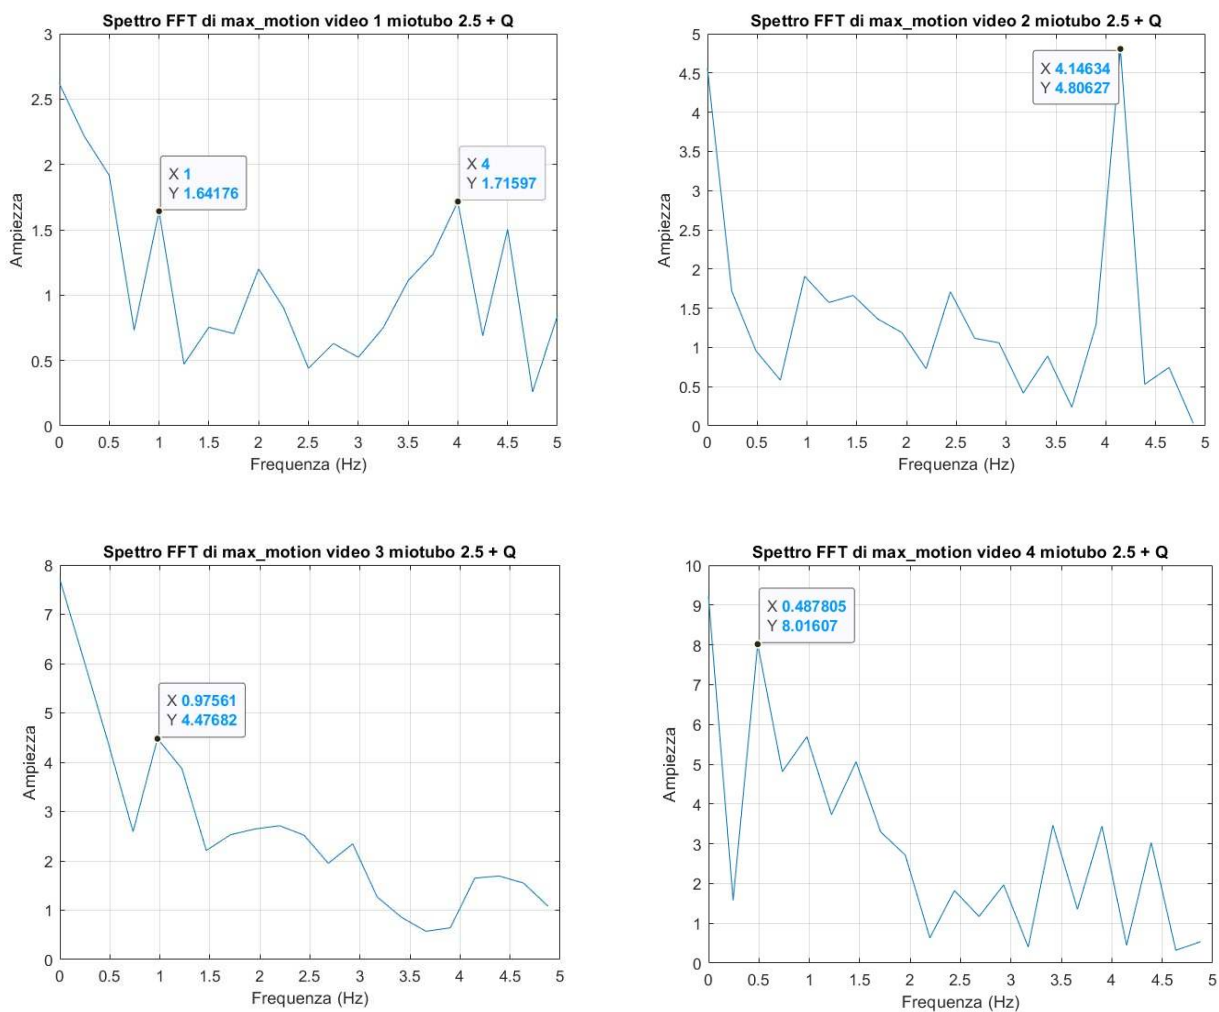 Spettro FFT di max_motion video 1 miotubo 2.5 + Q
3
2.5
2
1.5
1
0.5
0
Ampiezza
X 1
Y 1.64176
X 4
Y 1.71597
0 0.5 1 1.5 2 2.5 3 3.5 4 4.5 5
Frequenza (Hz)
Spettro FFT di max_motion video 2 miotubo 2.5 + Q
5
4.5
4
3.5
3
2.5
2
1.5
1
0.5
0
Ampiezza
X 4.14634
Y 4.80627
0 0.5 1 1.5 2 2.5 3 3.5 4 4.5 5
Frequenza (Hz)
Spettro FFT di max_motion video 3 miotubo 2.5 + Q
8
7
6
5
4
3
2
1
0
Ampiezza
X 0.97561
Y 4.47682
0 0.5 1 1.5 2 2.5 3 3.5 4 4.5 5
Frequenza (Hz)
Spettro FFT di max_motion video 4 miotubo 2.5 + Q
10
9
8
7
6
5
4
3
2
1
0
Ampiezza
X 0.487805
Y 8.01607
0 0.5 1 1.5 2 2.5 3 3.5 4 4.5 5
Frequenza (Hz)